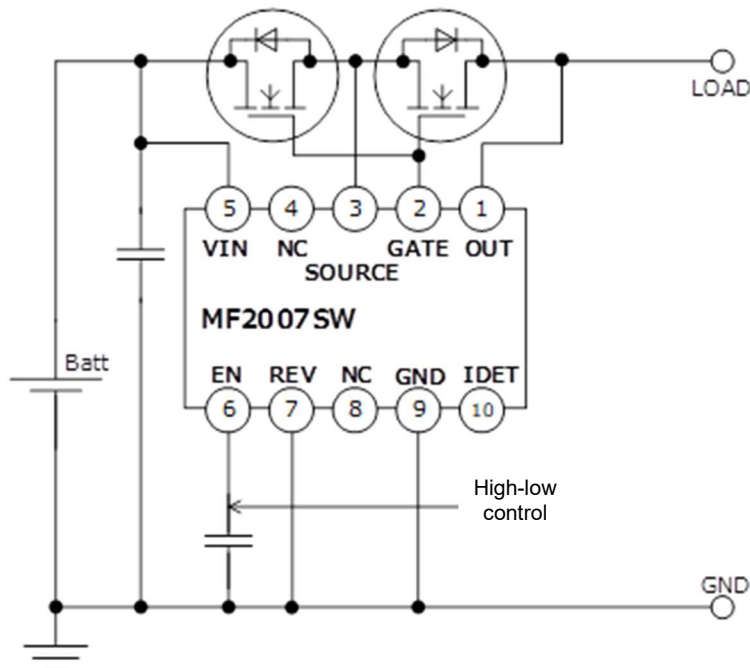 LOAD
5 4 3 2 1
VIN NC GATE OUT
SOURCE
MF2007SW
Batt
EN REV NC GND IDET
6 7 8 9 10
High-low
control
GND